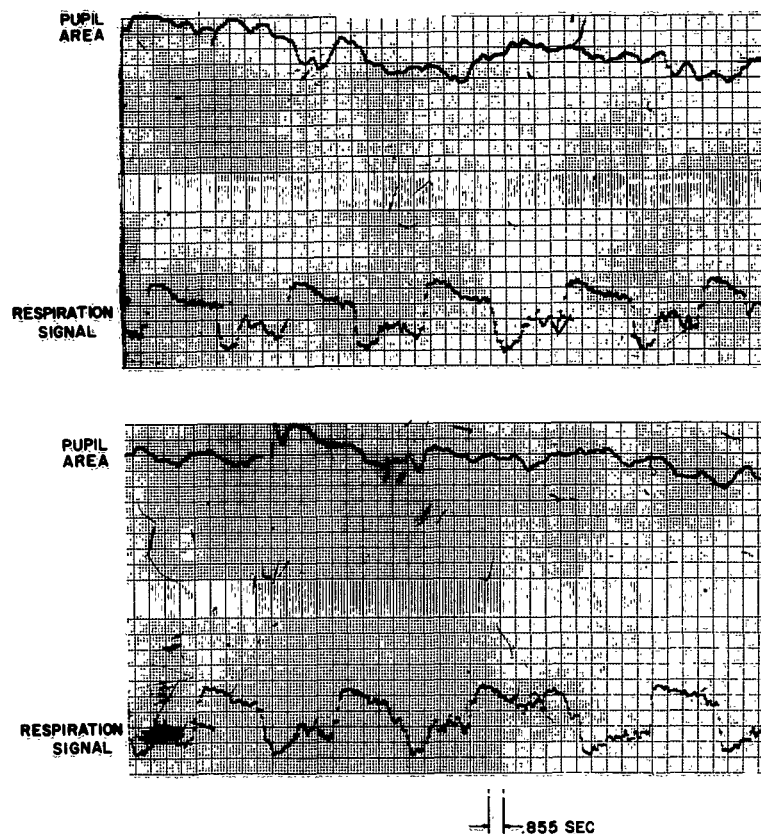 PUPIL
AREA
RESPIRATION
SIGNAL
PUPIL
AREA
RESPIRATION
SIGNAL
.855 SEC